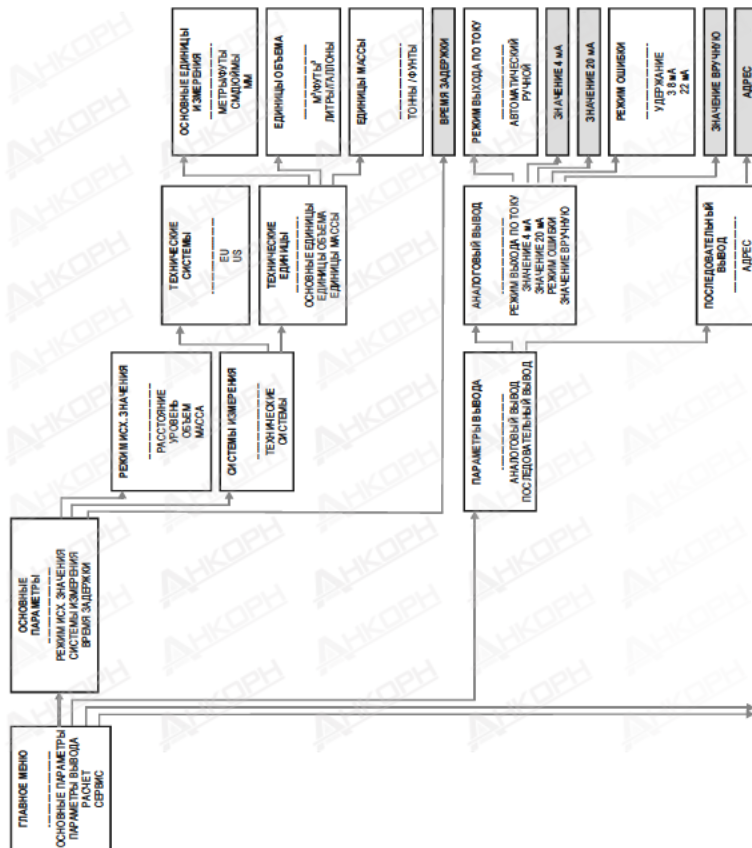 ГЛАВНОЕ МЕНЮ
ОСНОВНЫЕ ПАРАМЕТРЫ
ПАРАМЕТРЫ ВЫВОДА
РАСЧЕТ
СЕРВИС
ОСНОВНЫЕ
ПАРАМЕТРЫ
РЕЖИМ ИСХ. ЗНАЧЕНИЯ
СИСТЕМЫ ИЗМЕРЕНИЯ
ВРЕМЯ ЗАДЕРЖКИ
РЕЖИМ ИСХ. ЗНАЧЕНИЯ
РАССТОЯНИЕ
УРОВЕНЬ
ОБЪЕМ
МАССА
СИСТЕМЫ ИЗМЕРЕНИЯ
ТЕХНИЧЕСКИЕ
СИСТЕМЫ
ТЕХНИЧЕСКИЕ
СИСТЕМЫ
EU
US
ТЕХНИЧЕСКИЕ
ЕДИНИЦЫ
ОСНОВНЫЕ ЕДИНИЦЫ
ЕДИНИЦЫ ОБЪЕМА
ЕДИНИЦЫ МАССЫ
ОСНОВНЫЕ ЕДИНИЦЫ
ИЗМЕРЕНИЯ
МЕТРЫ/ФУТЫ
СМ/ДЮЙМЫ
ММ
ЕДИНИЦЫ ОБЪЕМА
М³/ФУТЫ³
ЛИТРЫ/ГАЛЛОНЫ
ЕДИНИЦЫ МАССЫ
ТОННЫ / ФУНТЫ
ВРЕМЯ ЗАДЕРЖКИ
ПАРАМЕТРЫ ВЫВОДА
АНАЛОГОВЫЙ ВЫВОД
ПОСЛЕДОВАТЕЛЬНЫЙ ВЫВОД
АНАЛОГОВЫЙ ВЫВОД
РЕЖИМ ВЫХОДА ПО ТОКУ
ЗНАЧЕНИЕ 4 мА
ЗНАЧЕНИЕ 20 мА
РЕЖИМ ОШИБКИ
ЗНАЧЕНИЕ ВРУЧНУЮ
РЕЖИМ ВЫХОДА ПО ТОКУ
АВТОМАТИЧЕСКИЙ
РУЧНОЙ
ЗНАЧЕНИЕ 4 мА
ЗНАЧЕНИЕ 20 мА
РЕЖИМ ОШИБКИ
УДЕРЖАНИЕ
3 8 мА
22 мА
ЗНАЧЕНИЕ ВРУЧНУЮ
ПОСЛЕДОВАТЕЛЬНЫЙ
ВЫВОД
АДРЕС
АДРЕС
АНКОРН